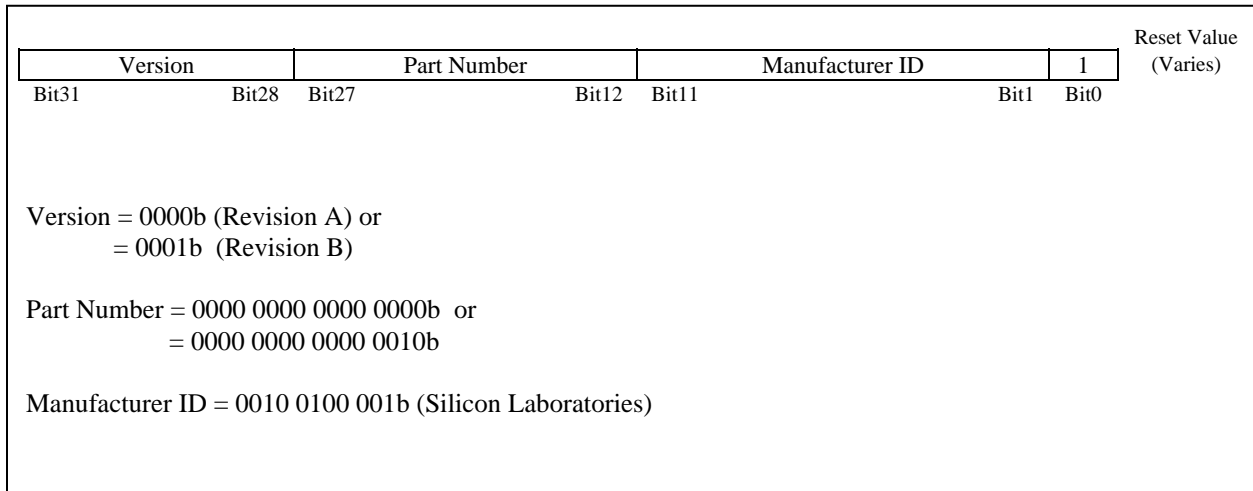 Reset Value
Version Part Number Manufacturer ID 1 (Varies)
Bit31 Bit28 Bit27 Bit12 Bit11 Bit1 Bit0
Version = 0000b (Revision A) or
= 0001b (Revision B)
Part Number = 0000 0000 0000 0000b or
= 0000 0000 0000 0010b
Manufacturer ID = 0010 0100 001b (Silicon Laboratories)